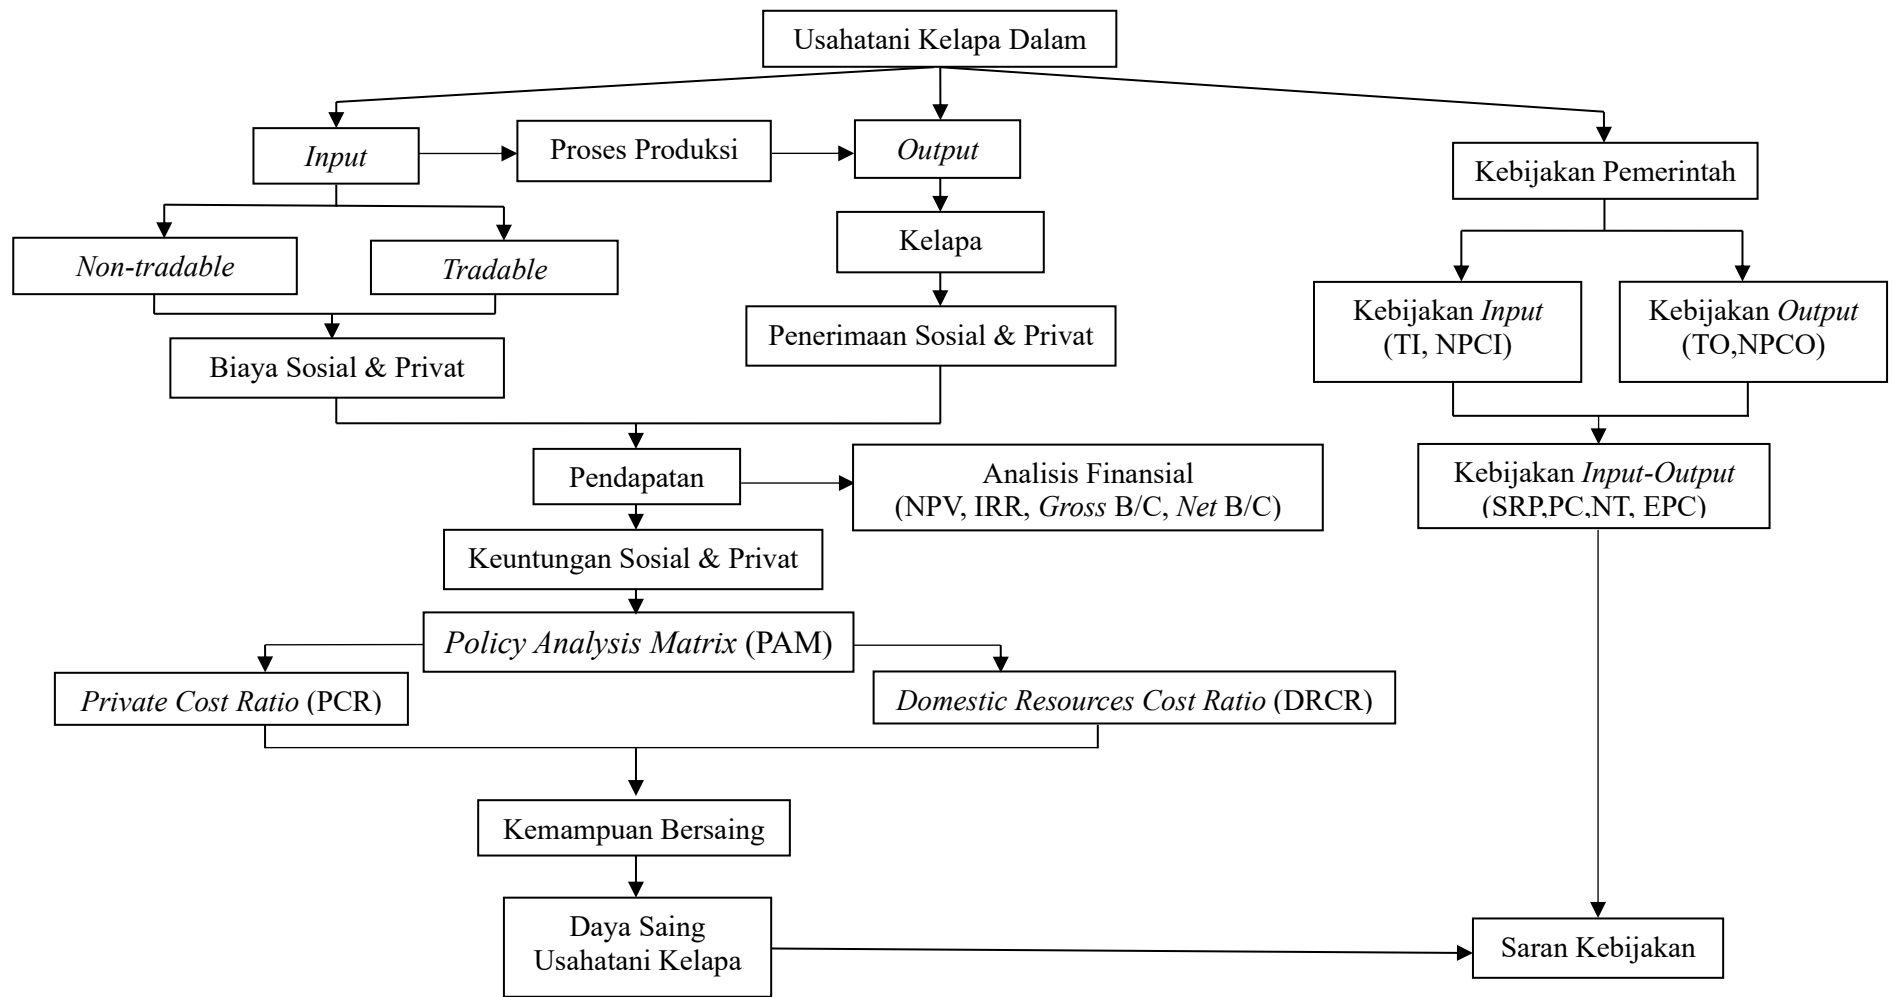 Usahatani Kelapa Dalam
Input
Proses Produksi
Output
Kebijakan Pemerintah
Non-tradable
Tradable
Kelapa
Kebijakan Input
(TI, NPCI)
Kebijakan Output
(TO,NPCO)
Penerimaan Sosial & Privat
Biaya Sosial & Privat
Pendapatan
Analisis Finansial
(NPV, IRR, Gross B/C, Net B/C)
Kebijakan Input-Output
(SRP,PC,NT, EPC)
Keuntungan Sosial & Privat
Policy Analysis Matrix (PAM)
Private Cost Ratio (PCR)
Domestic Resources Cost Ratio (DRCR)
Kemampuan Bersaing
Daya Saing
Usahatani Kelapa
Saran Kebijakan